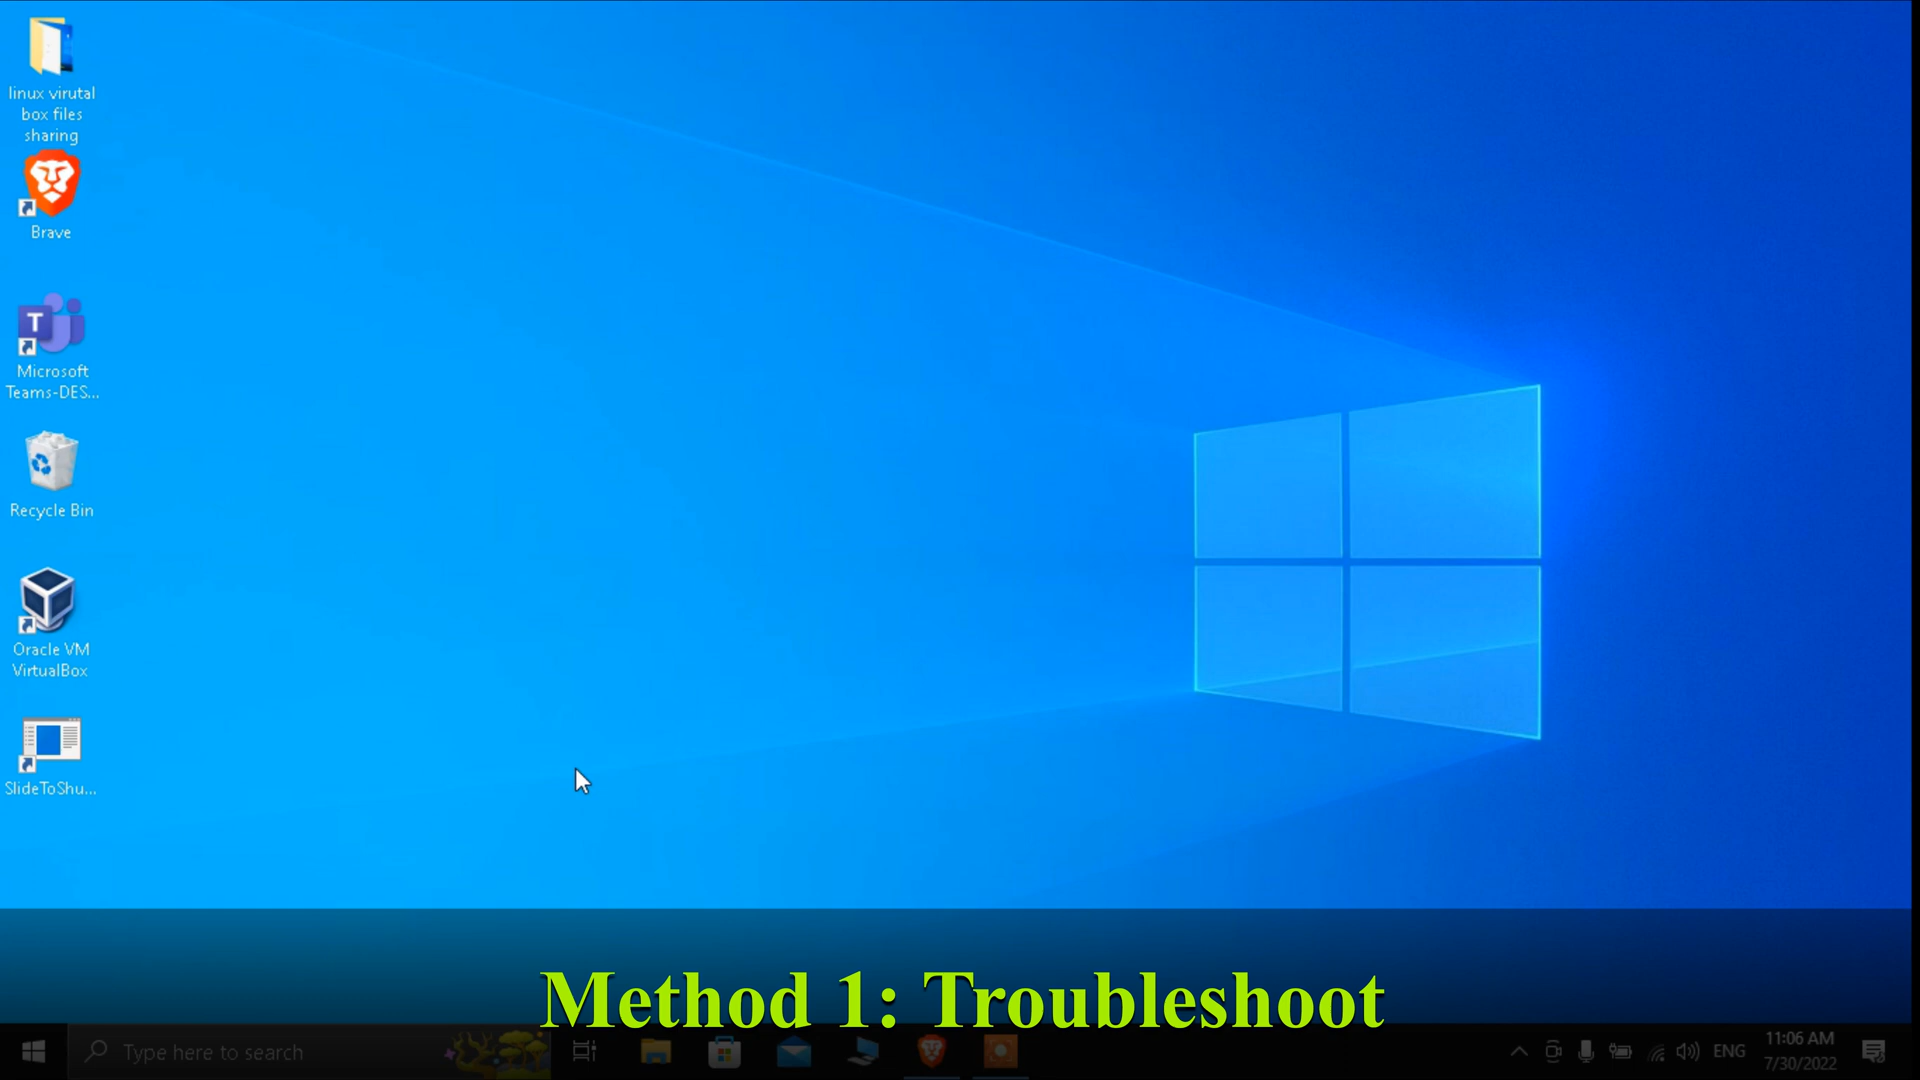 linux virutal
box files
sharing
Brave
T
Microsoft
Teams-DES...
Recycle Bin
Oracle VM
VirtualBox
SlideToShu...
Method 1: Troubleshoot
Type here to search
ENG
11:06 AM
7/30/2022